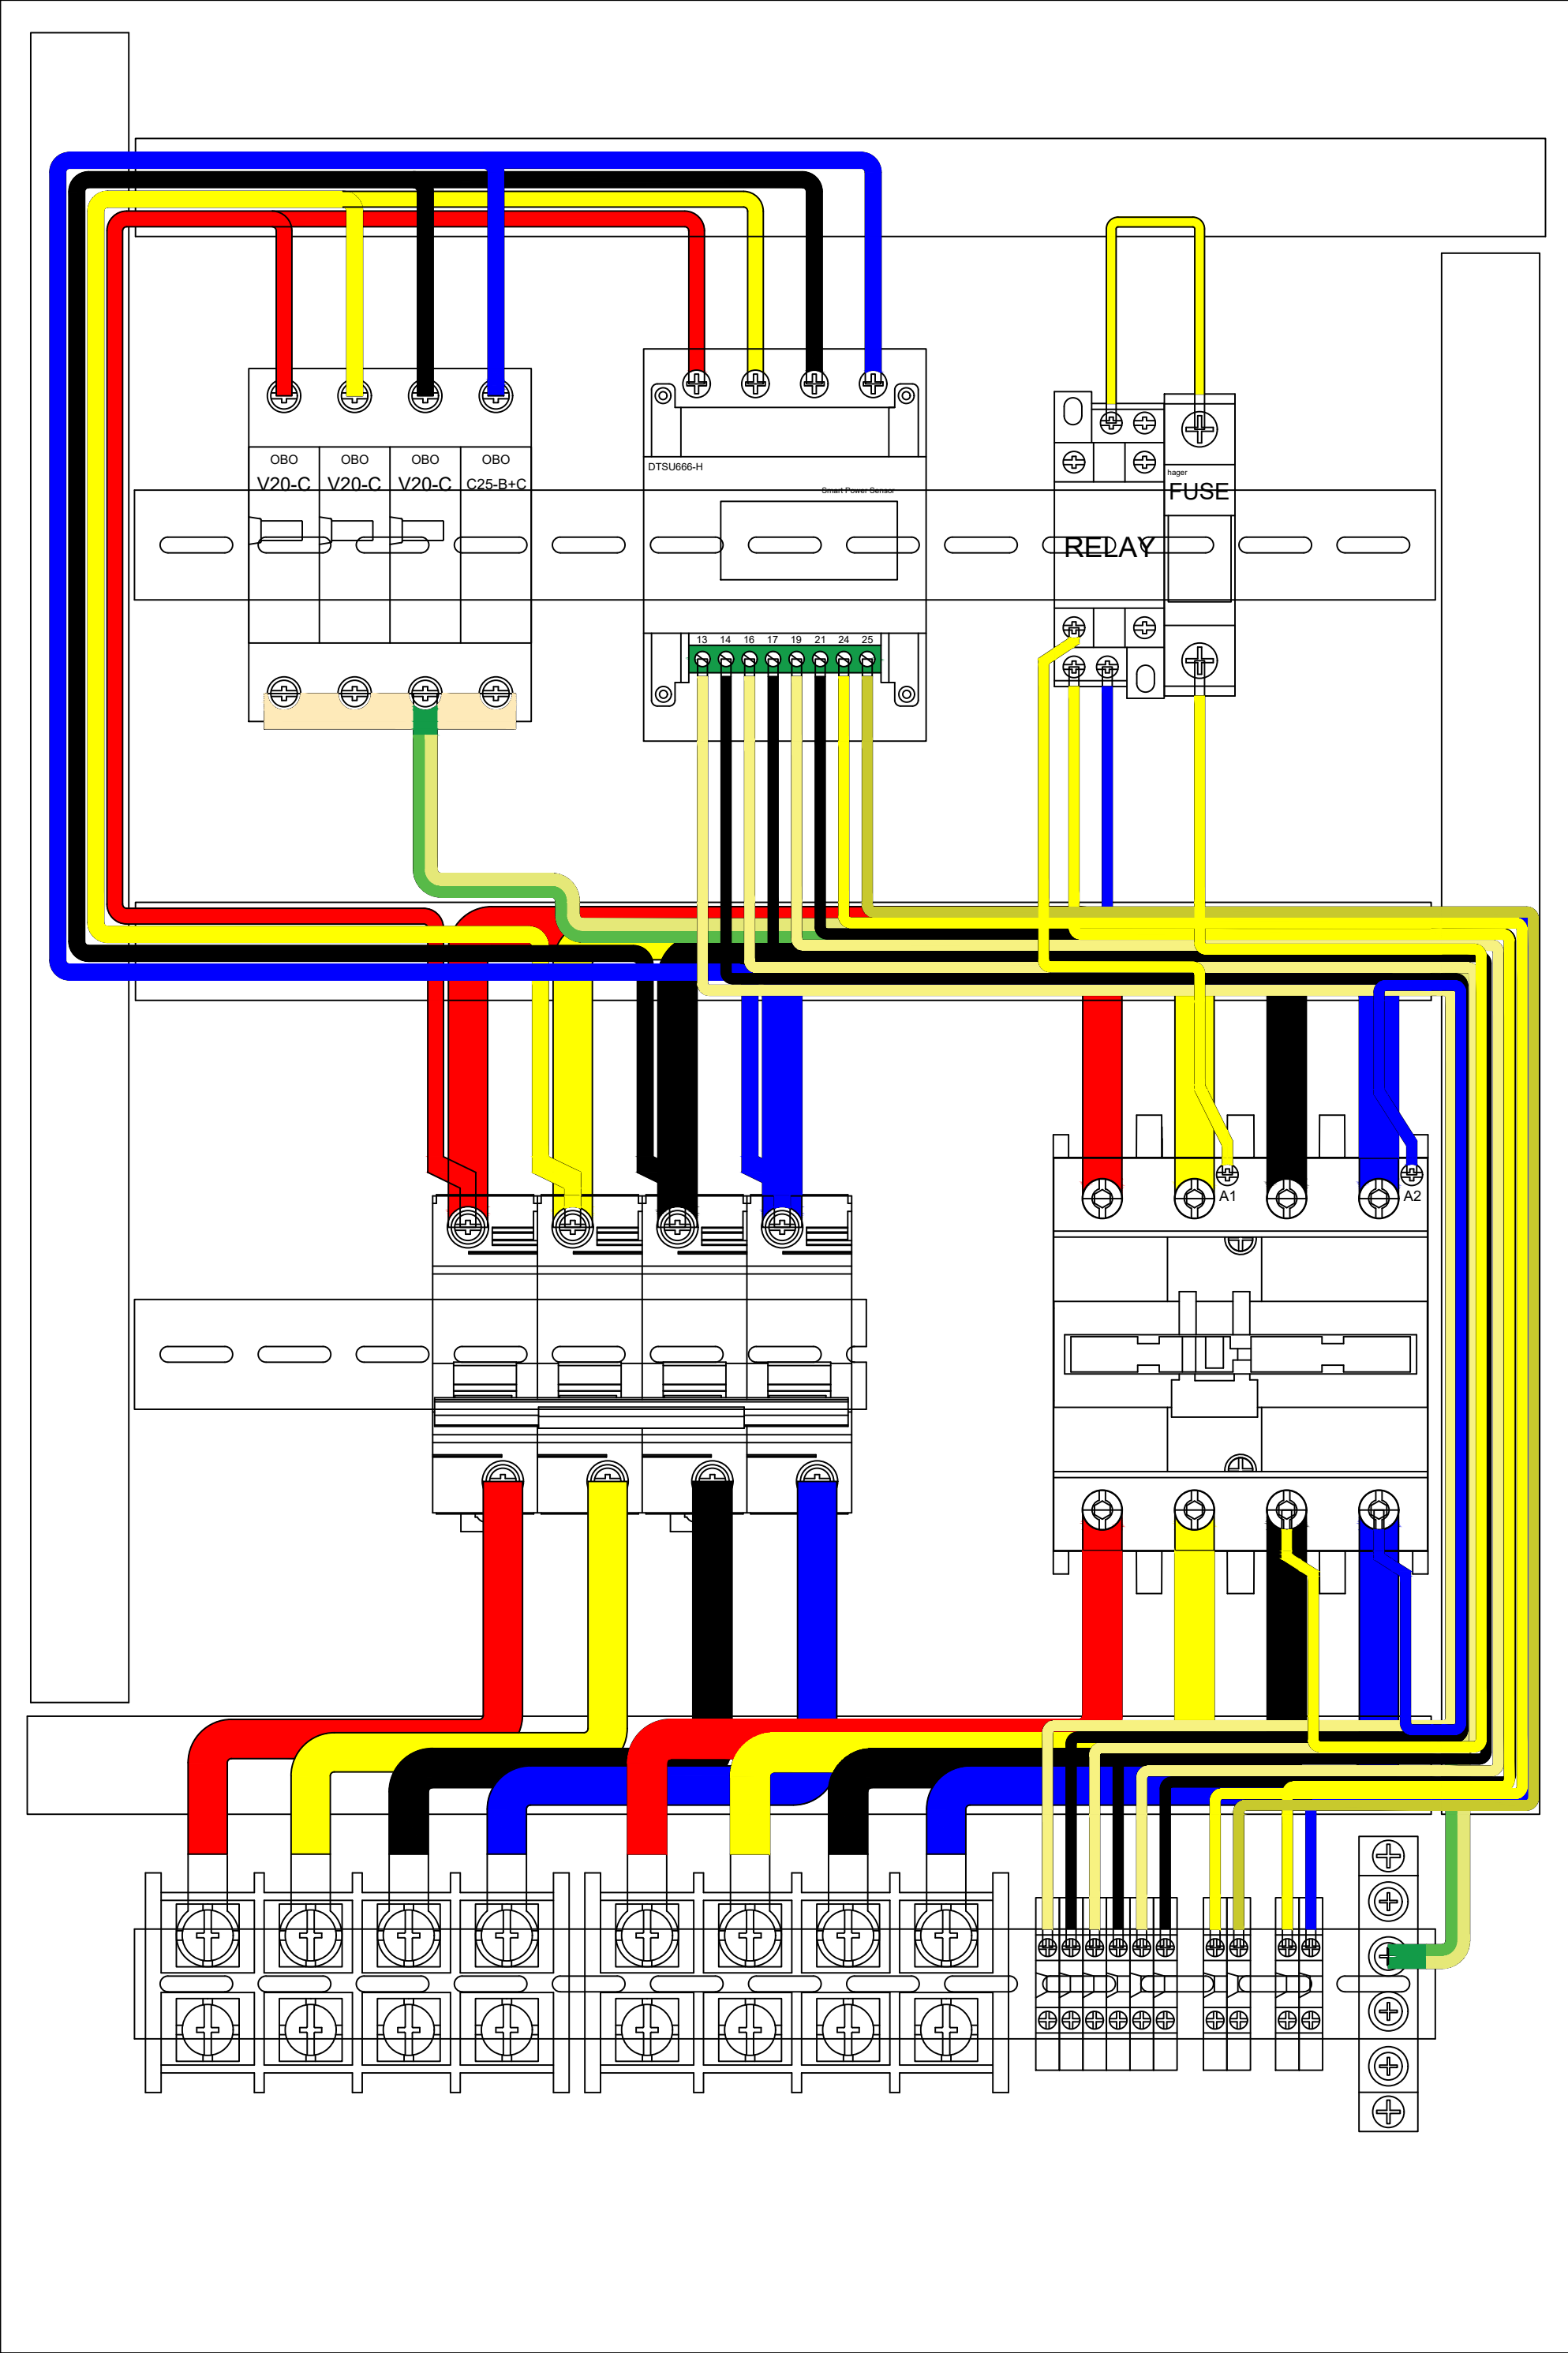 OBO OBO OBO OBO
V20-C V20-C V20-C C25-B+C
DTSU666-H
Smart Power Sensor
hager
FUSE
RELAY
13 14 16 17 19 21 24 25
A1 A2